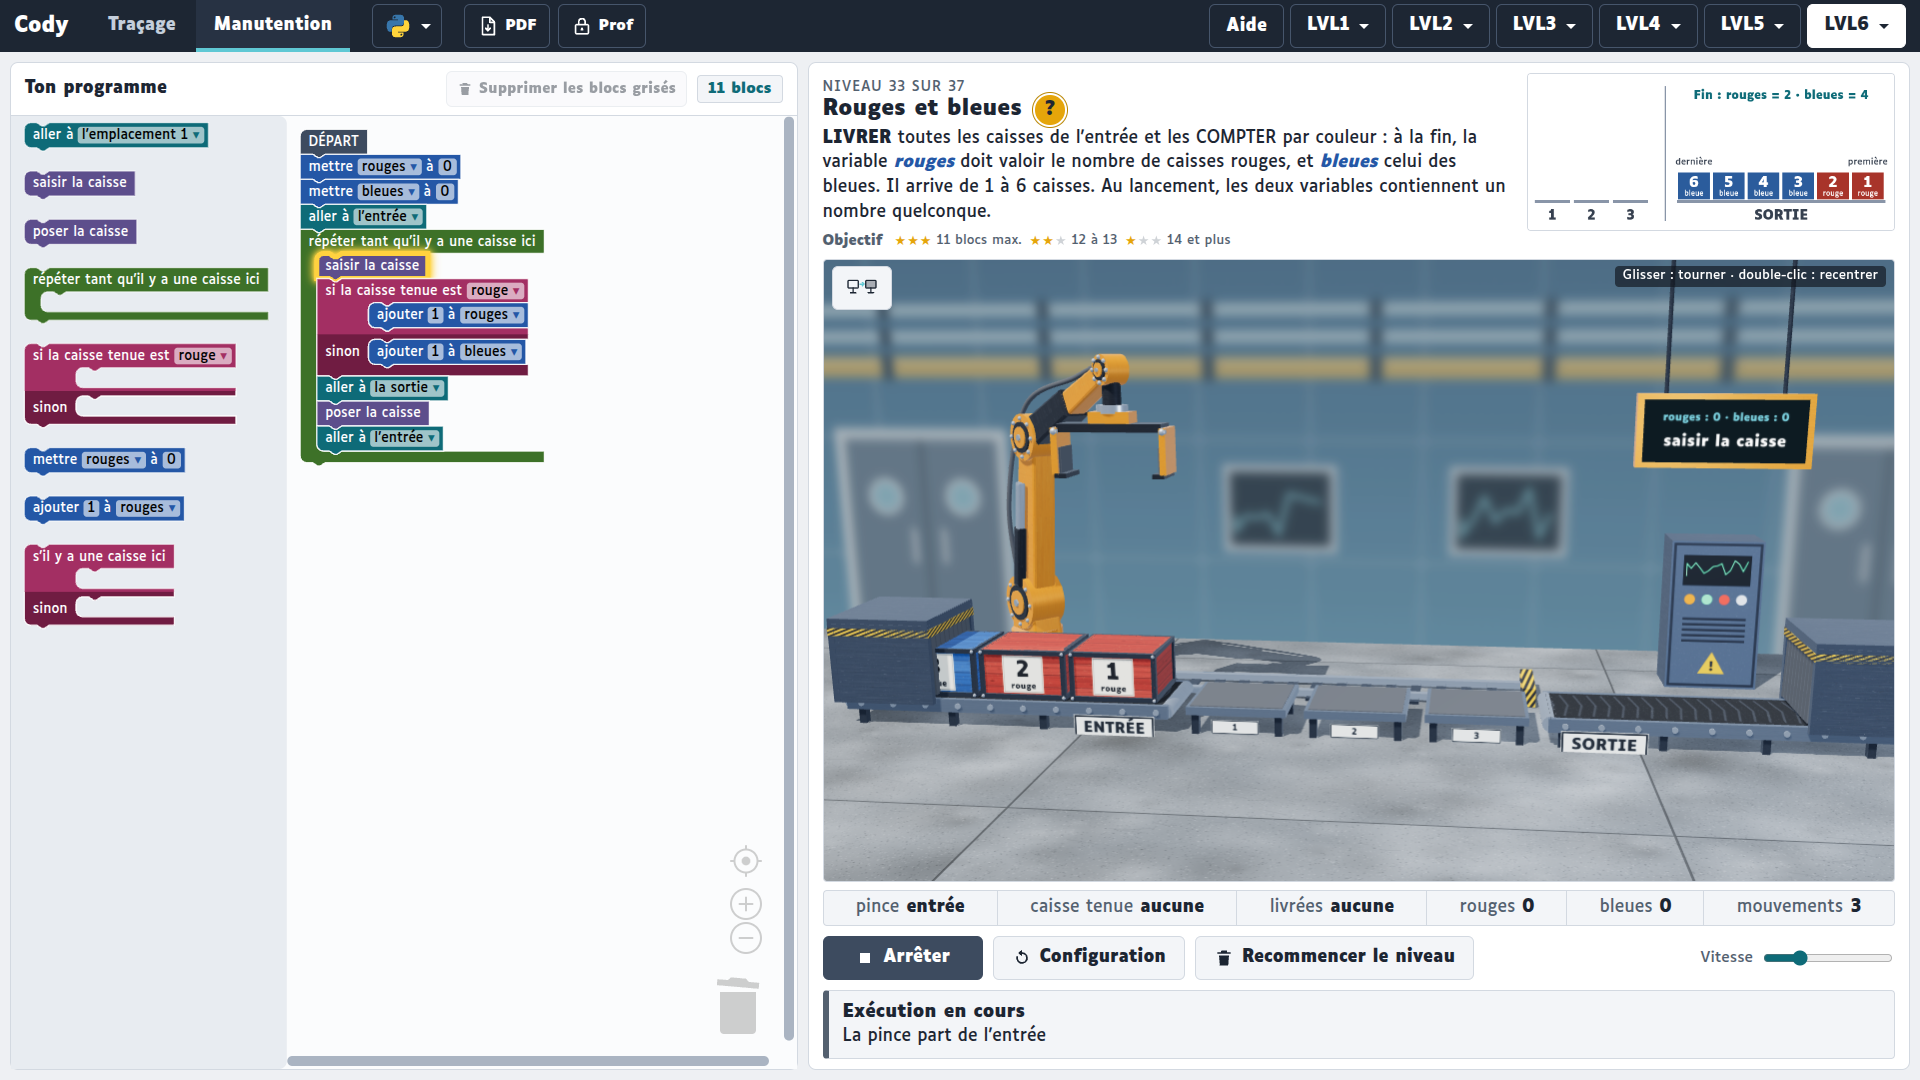 Cody
Traçage
Manutention
PDF
Prof
Aide
LVL1
LVL2
LVL3
LVL4
LVL5
LVL6
Ton programme
Supprimer les blocs grisés
11 blocs
aller à l'emplacement 1
saisir la caisse
poser la caisse
répéter tant qu'il y a une caisse ici
si la caisse tenue est rouge
sinon
mettre rouges à 0
ajouter 1 à rouges
s'il y a une caisse ici
sinon
DÉPART
mettre rouges à 0
mettre bleues à 0
aller à l'entrée
répéter tant qu'il y a une caisse ici
saisir la caisse
si la caisse tenue est rouge
ajouter 1 à rouges
sinon ajouter 1 à bleues
aller à la sortie
poser la caisse
aller à l'entrée
NIVEAU 33 SUR 37
Rouges et bleues ?
LIVRER toutes les caisses de l'entrée et les COMPTER par couleur : à la fin, la
variable rouges doit valoir le nombre de caisses rouges, et bleues celui des
bleues. Il arrive de 1 à 6 caisses. Au lancement, les deux variables contiennent un
nombre quelconque.
Objectif ★★★ 11 blocs max. ★★★ 12 à 13 ★★★ 14 et plus
Fin : rouges = 2 · bleues = 4
dernière première
6 5 4 3 2 1
bleue bleue bleue bleue rouge rouge
1 2 3 SORTIE
Glisser : tourner · double-clic : recentrer
rouges : 0 · bleues : 0
saisir la caisse
2
rouge
1
rouge
ENTRÉE
1
2
3
SORTIE
pince entrée
caisse tenue aucune
livrées aucune
rouges 0
bleues 0
mouvements 3
Arrêter
Configuration
Recommencer le niveau
Vitesse
Exécution en cours
La pince part de l'entrée